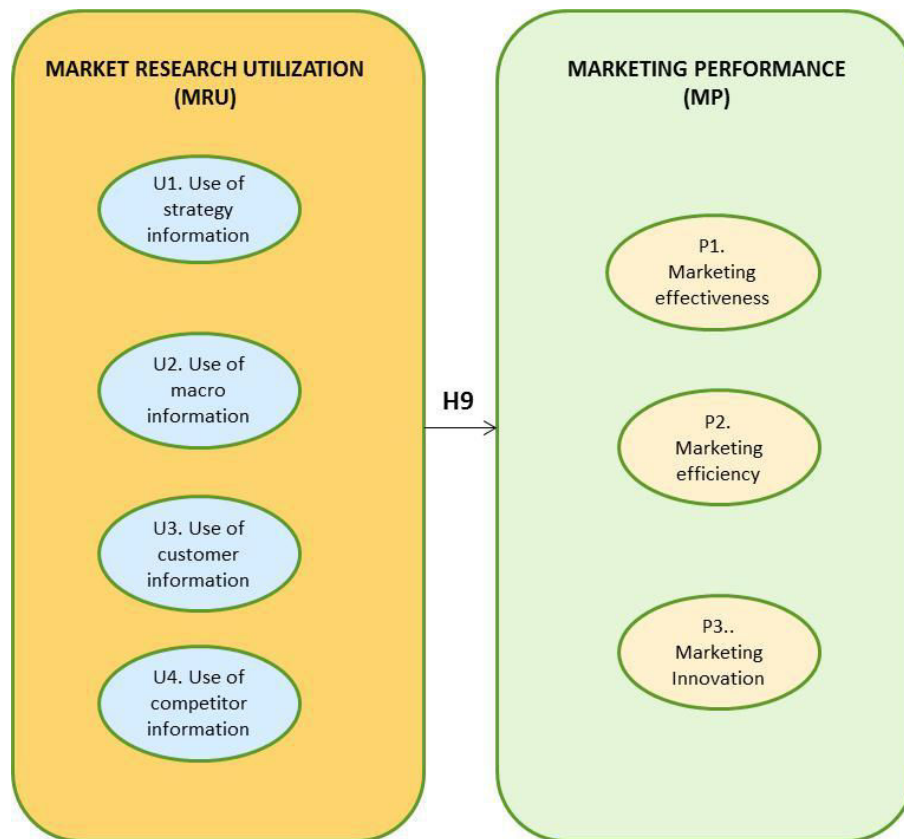 MARKET RESEARCH UTILIZATION
(MRU)
U1. Use of
strategy
information
U2. Use of
macro
information
U3. Use of
customer
information
U4. Use of
competitor
information
H9
MARKETING PERFORMANCE
(MP)
P1.
Marketing
effectiveness
P2.
Marketing
efficiency
P3..
Marketing
Innovation